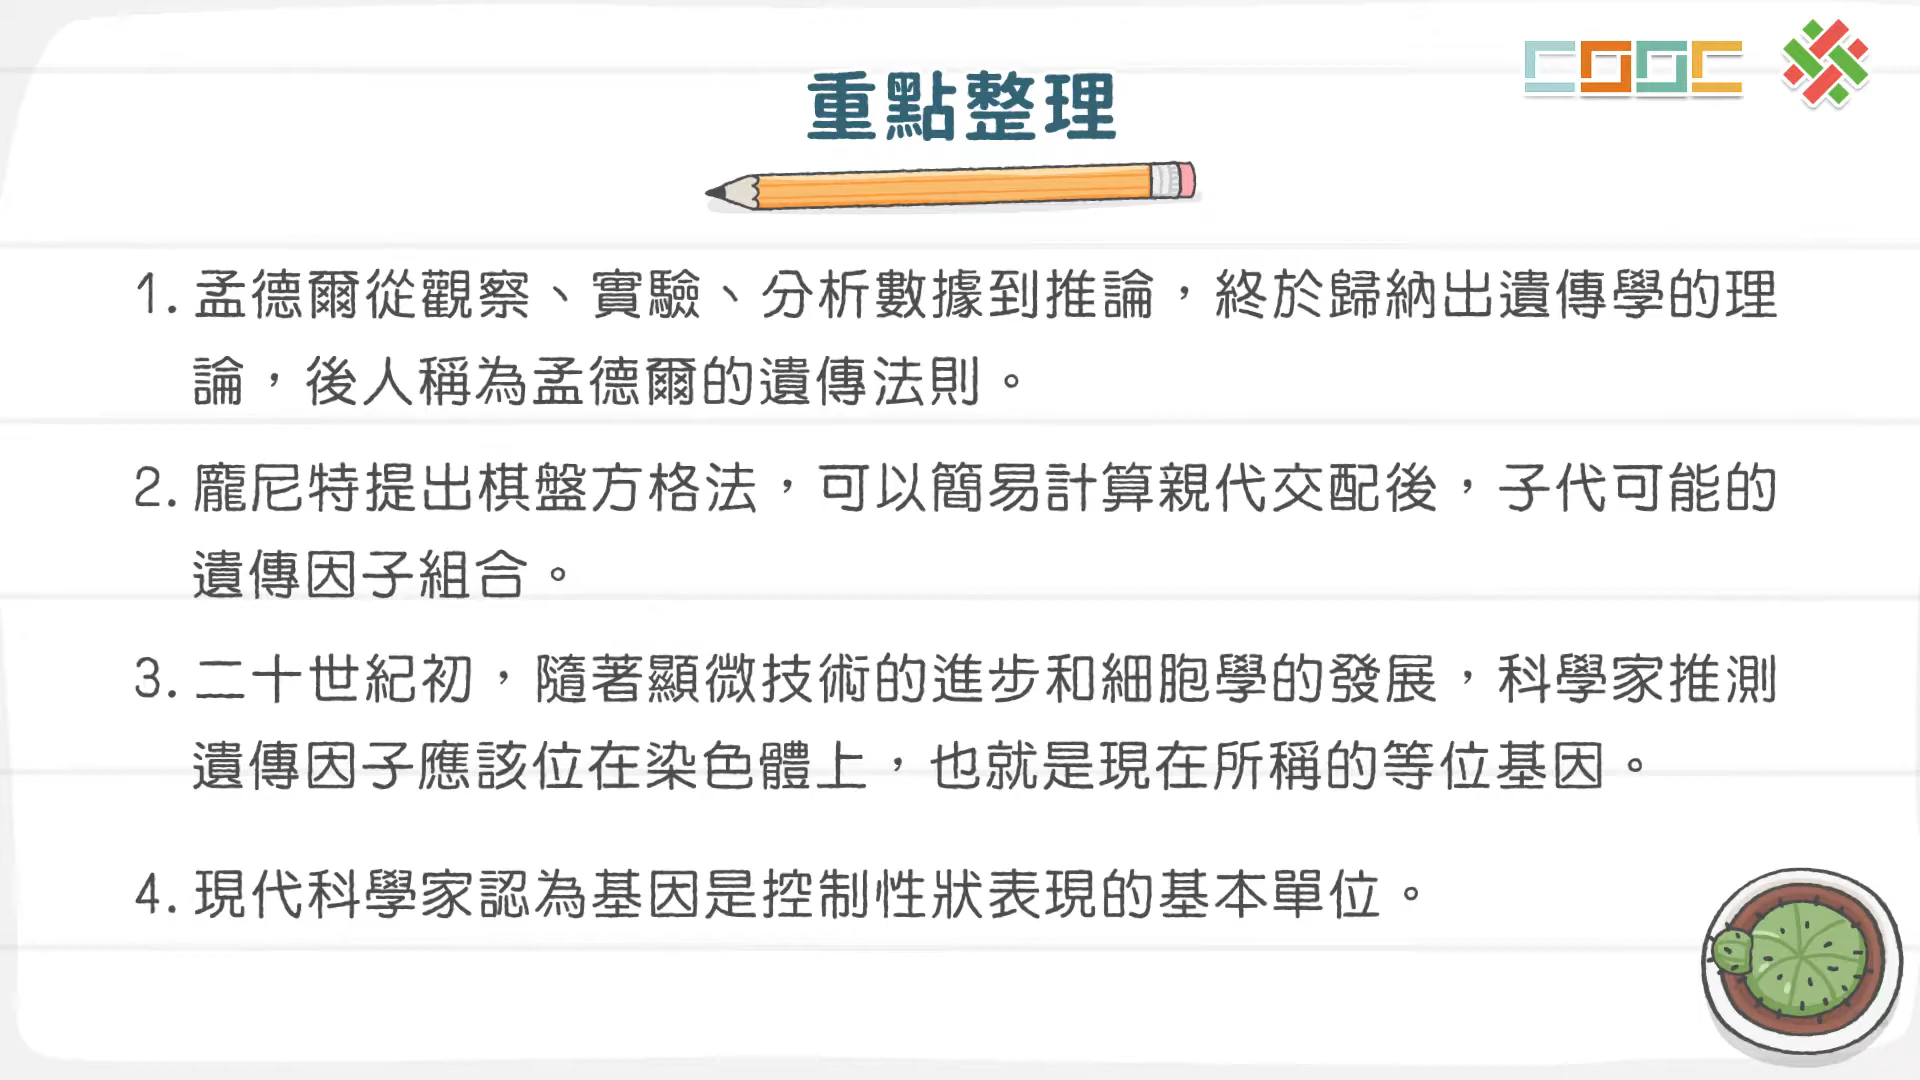 COOC
重點整理
1. 孟德爾從觀察、實驗、分析數據到推論，終於歸納出遺傳學的理
論，後人稱為孟德爾的遺傳法則。
2. 龐尼特提出棋盤方格法，可以簡易計算親代交配後，子代可能的
遺傳因子組合。
3. 二十世紀初，隨著顯微技術的進步和細胞學的發展，科學家推測
遺傳因子應該位在染色體上，也就是現在所稱的等位基因。
4. 現代科學家認為基因是控制性狀表現的基本單位。